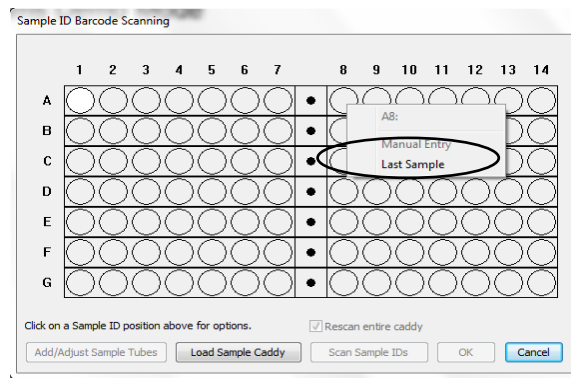 Sample ID Barcode Scanning
1 2 3 4 5 6 7 8 9 10 11 12 13 14
A
A8:
B
Manual Entry
C
Last Sample
D
E
F
G
Click on a Sample ID position above for options.
Rescan entire caddy
Add/Adjust Sample Tubes
Load Sample Caddy
Scan Sample IDs
OK
Cancel